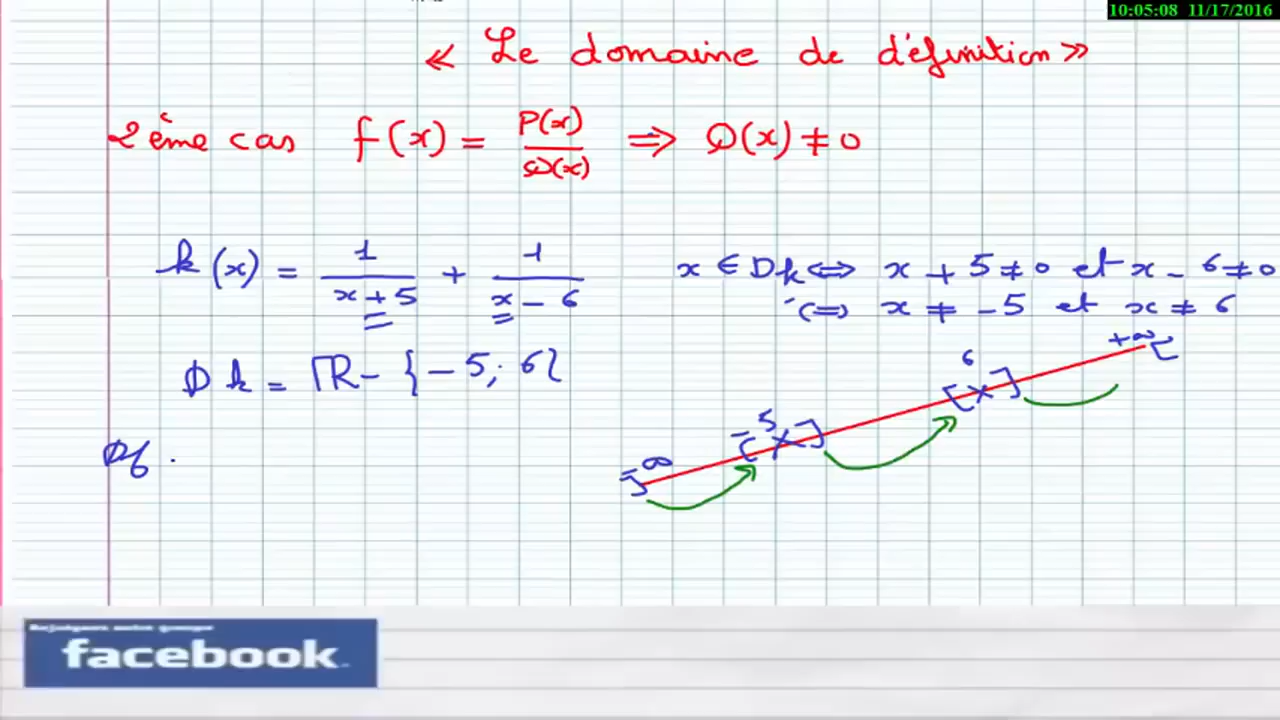 10:05:08 11/17/2016
« Le domaine de définition »
2ème cas f(x) = P(x)/Q(x) ⟹ Q(x) ≠ 0
k(x) = 1/(x + 5) + 1/(x - 6)
x ∈ Dk ⟺ x + 5 ≠ 0 et x - 6 ≠ 0
⟺ x ≠ -5 et x ≠ 6
Dk = ℝ - {-5; 6{
]-∞ -5 [ × ] 6 [ × ] +∞ [
Df
facebook